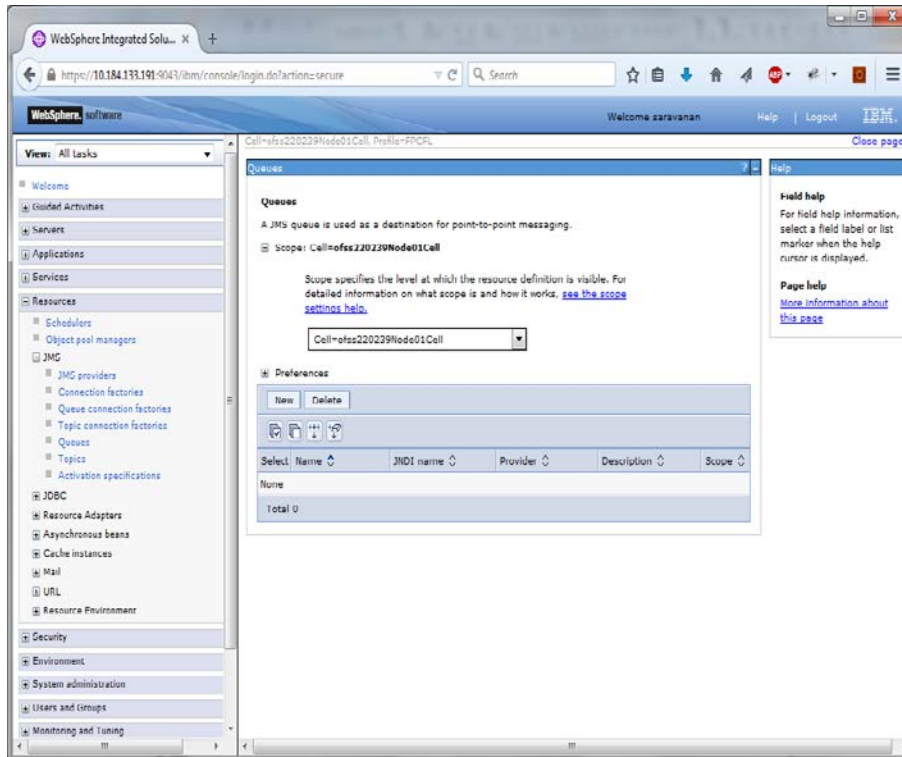 WebSphere Integrated Solu...
https://10.184.133.191:9043/ibm/console/login.do?action=secure
Search
ABP
WebSphere. software
Welcome saravanan
Help | Logout
IBM.
View: All tasks
Welcome
Guided Activities
Servers
Applications
Services
Resources
Schedulers
Object pool managers
JMS
JMS providers
Connection factories
Queue connection factories
Topic connection factories
Queues
Topics
Activation specifications
JDBC
Resource Adapters
Asynchronous beans
Cache instances
Mail
URL
Resource Environment
Security
Environment
System administration
Users and Groups
Monitoring and Tuning
Cell=ofss220239Node01Cell, Profile=FPCFL
Close page
Queues
? -
Queues
A JMS queue is used as a destination for point-to-point messaging.
Scope: Cell=ofss220239Node01Cell
Scope specifies the level at which the resource definition is visible. For
detailed information on what scope is and how it works, see the scope
settings help.
Cell=ofss220239Node01Cell
Preferences
New Delete
Select Name JNDI name Provider Description Scope
None
Total 0
Help
Field help
For field help information,
select a field label or list
marker when the help
cursor is displayed.
Page help
More information about
this page